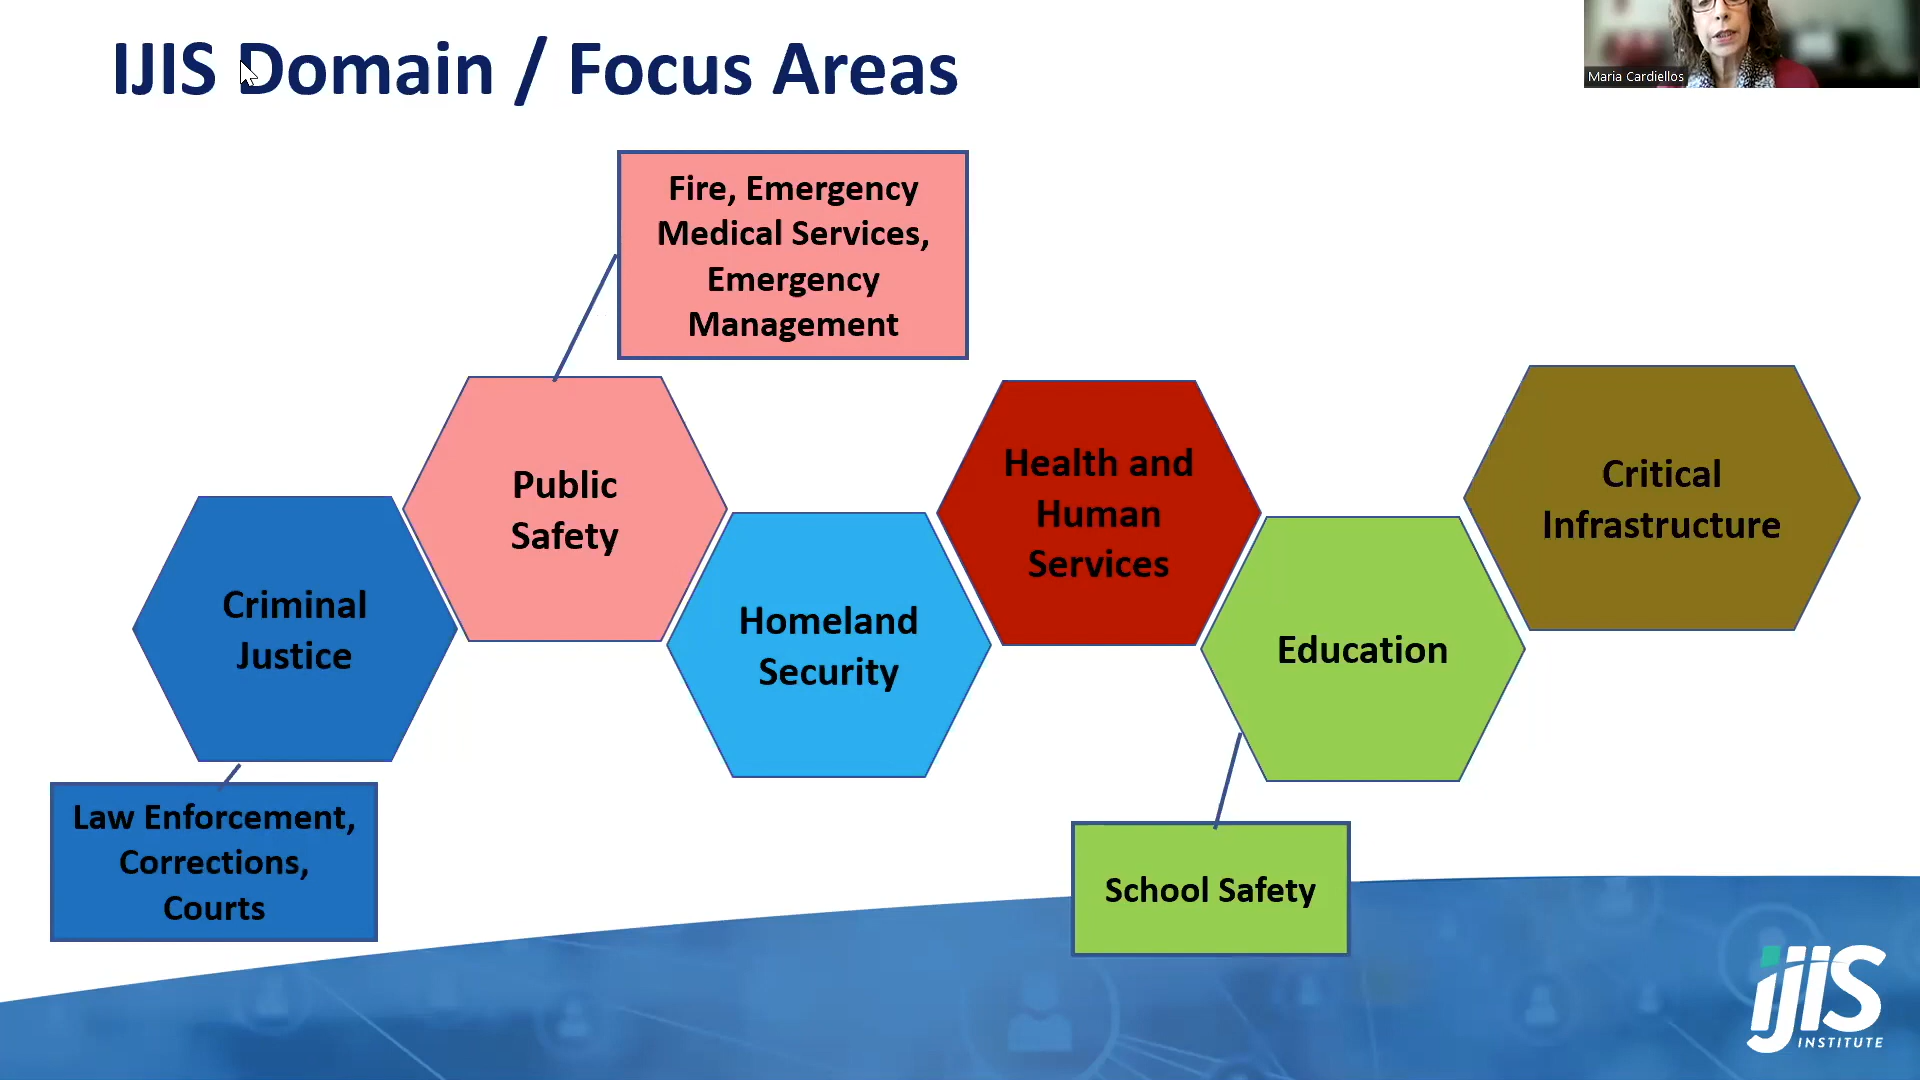 IJIS Domain / Focus Areas
Maria Cardiellos
Fire, Emergency
Medical Services,
Emergency
Management
Public
Safety
Health and
Human
Services
Critical
Infrastructure
Criminal
Justice
Homeland
Security
Education
Law Enforcement,
Corrections,
Courts
School Safety
IJIS
INSTITUTE